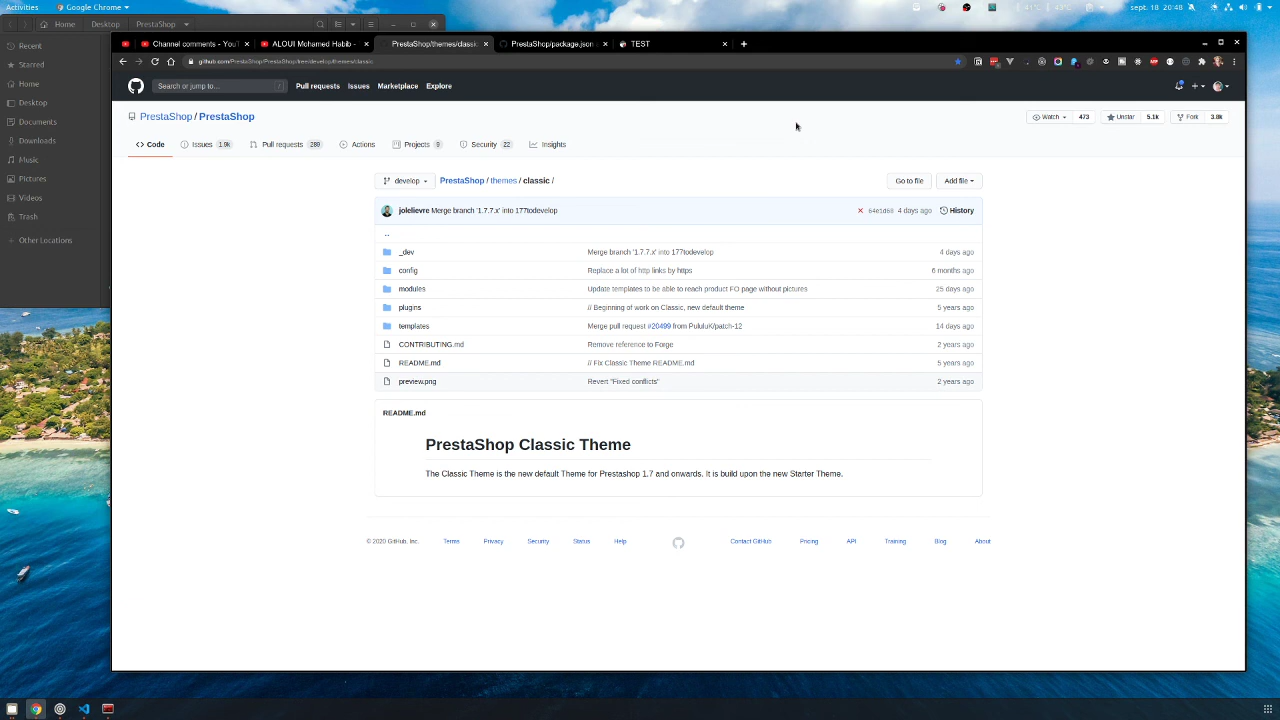 Activities Google Chrome 41°C 43°C sept. 18 20:48
Home Desktop PrestaShop
Recent
Starred
Home
Desktop
Documents
Downloads
Music
Pictures
Videos
Trash
Other Locations
Channel comments - YouT ALOUI Mohamed Habib - PrestaShop/themes/classic PrestaShop/package.json TEST
github.com/PrestaShop/PrestaShop/tree/develop/themes/classic
Search or jump to... / Pull requests Issues Marketplace Explore
PrestaShop / PrestaShop Watch 473 Unstar 5.1k Fork 3.8k
Code Issues 1.9k Pull requests 289 Actions Projects 9 Security 22 Insights
develop PrestaShop / themes / classic / Go to file Add file
jolelievre Merge branch '1.7.7.x' into 177todevelop 4 days ago History
..
_dev Merge branch '1.7.7.x' into 177todevelop 4 days ago
config Replace a lot of http links by https 6 months ago
modules Update templates to be able to reach product FO page without pictures 25 days ago
plugins // Beginning of work on Classic, new default theme 5 years ago
templates Merge pull request #20499 from PululuK/patch-12 14 days ago
CONTRIBUTING.md Remove reference to Forge 2 years ago
README.md // Fix Classic Theme README.md 5 years ago
preview.png Revert "Fixed conflicts" 2 years ago
README.md
PrestaShop Classic Theme
The Classic Theme is the new default Theme for Prestashop 1.7 and onwards. It is build upon the new Starter Theme.
© 2020 GitHub, Inc. Terms Privacy Security Status Help Contact GitHub Pricing API Training Blog About